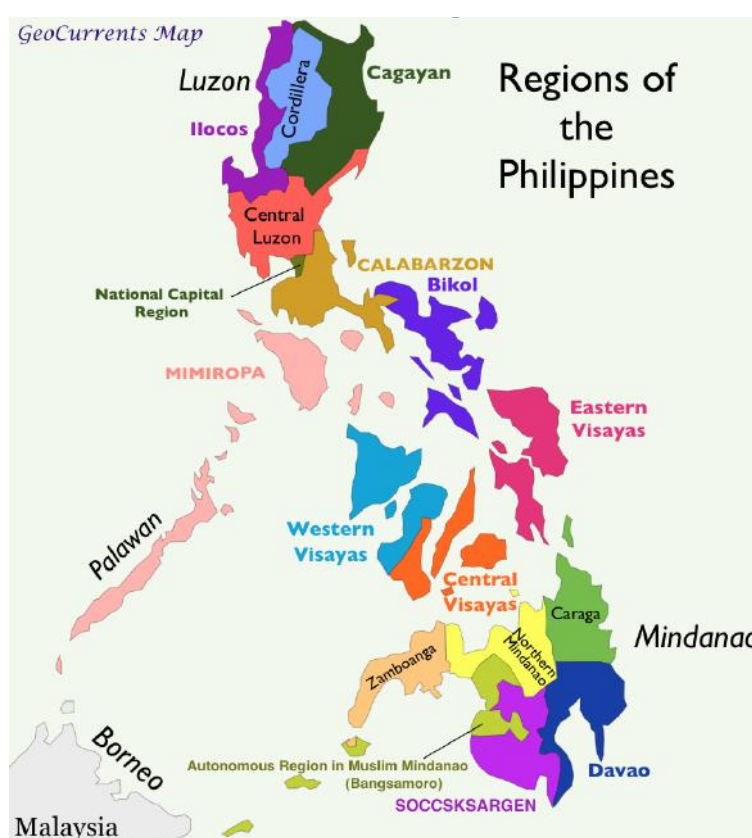 GeoCurrents Map
Regions of
the
Philippines
Luzon
Cordillera
Cagayan
Ilocos
Central
Luzon
CALABARZON
National Capital
Region
Bikol
MIMIROPA
Eastern
Visayas
Palawan
Western
Visayas
Central
Visayas
Caraga
Mindanao
Northern
Mindanao
Zamboanga
Borneo
Autonomous Region in Muslim Mindanao
(Bangsamoro)
Davao
SOCCSKSARGEN
Malaysia